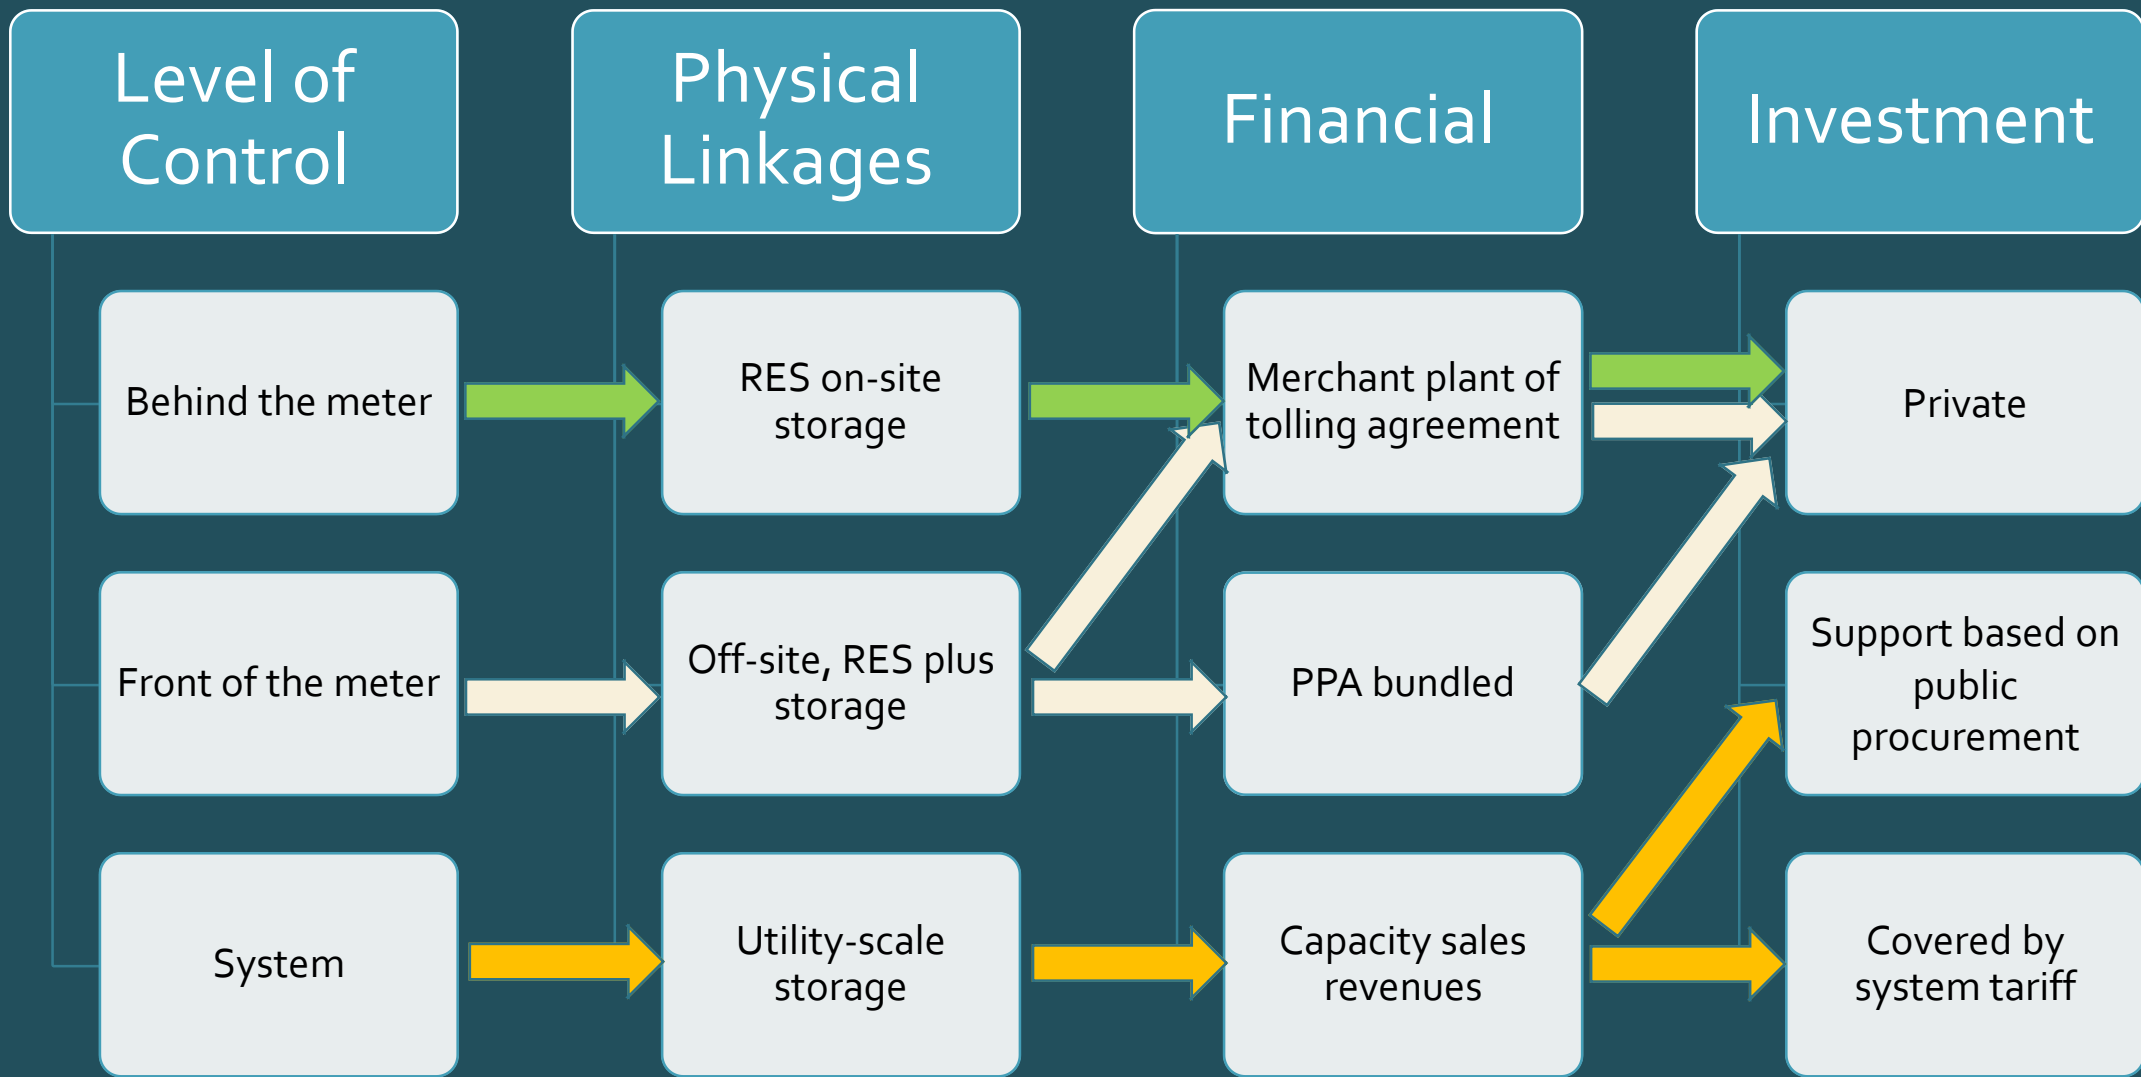 Level of
Control
Physical
Linkages
Financial
Investment
Behind the meter
RES on-site
storage
Merchant plant of
tolling agreement
Private
Front of the meter
Off-site, RES plus
storage
PPA bundled
Support based on
public
procurement
System
Utility-scale
storage
Capacity sales
revenues
Covered by
system tariff